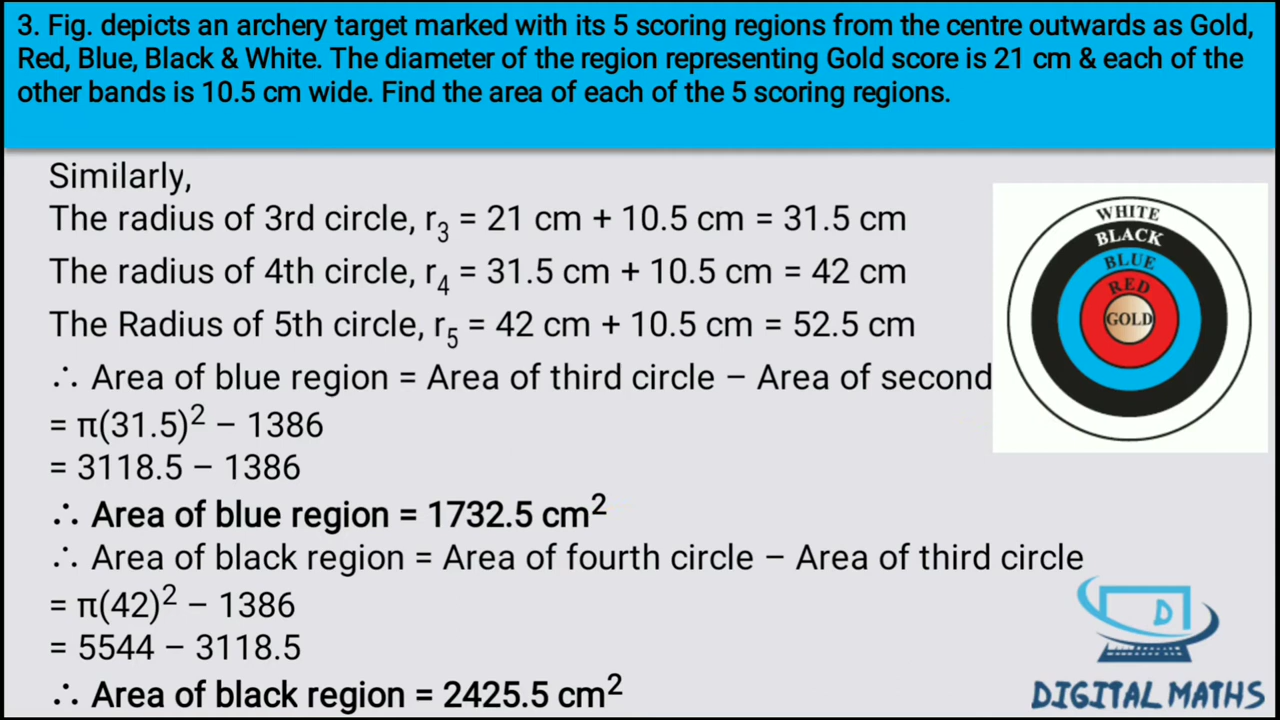 3. Fig. depicts an archery target marked with its 5 scoring regions from the centre outwards as Gold,
Red, Blue, Black & White. The diameter of the region representing Gold score is 21 cm & each of the
other bands is 10.5 cm wide. Find the area of each of the 5 scoring regions.
Similarly,
The radius of 3rd circle, r₃ = 21 cm + 10.5 cm = 31.5 cm
The radius of 4th circle, r₄ = 31.5 cm + 10.5 cm = 42 cm
The Radius of 5th circle, r₅ = 42 cm + 10.5 cm = 52.5 cm
∴ Area of blue region = Area of third circle – Area of second
= π(31.5)² – 1386
= 3118.5 – 1386
∴ Area of blue region = 1732.5 cm²
∴ Area of black region = Area of fourth circle – Area of third circle
= π(42)² – 1386
= 5544 – 3118.5
∴ Area of black region = 2425.5 cm²
WHITE
BLACK
BLUE
RED
GOLD
D
DIGITAL MATHS